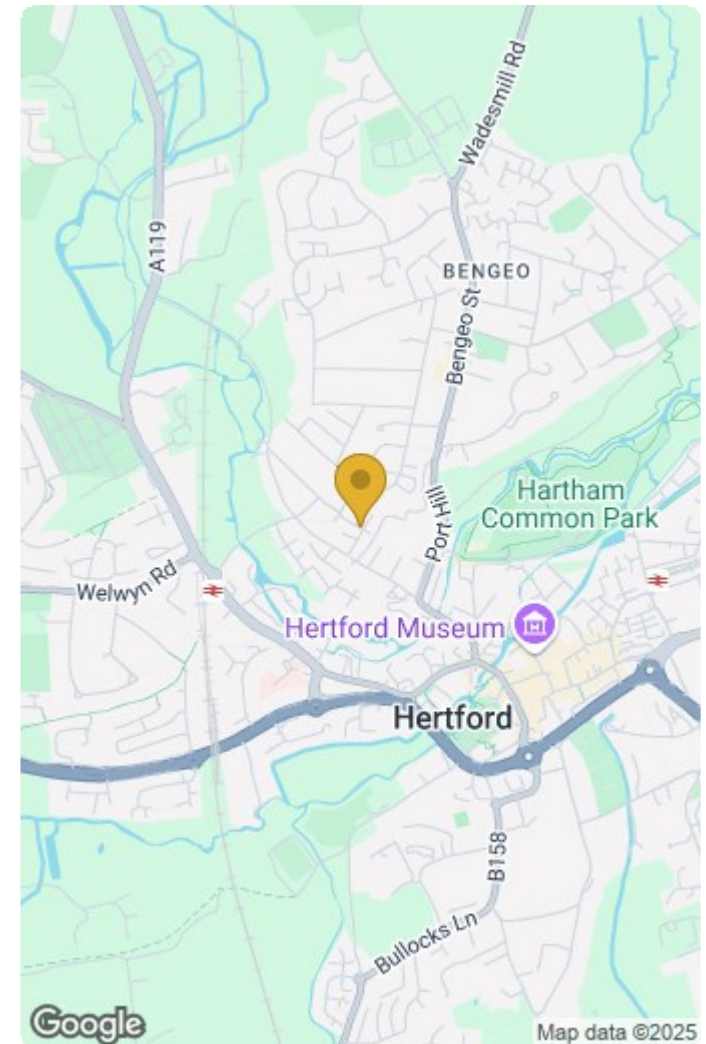 Wadesmill Rd
A119
BENGEO
Bengeo St
Port Hill
Hartham
Common Park
Welwyn Rd
Hertford Museum
Hertford
B158
Bullocks Ln
Google
Map data ©2025